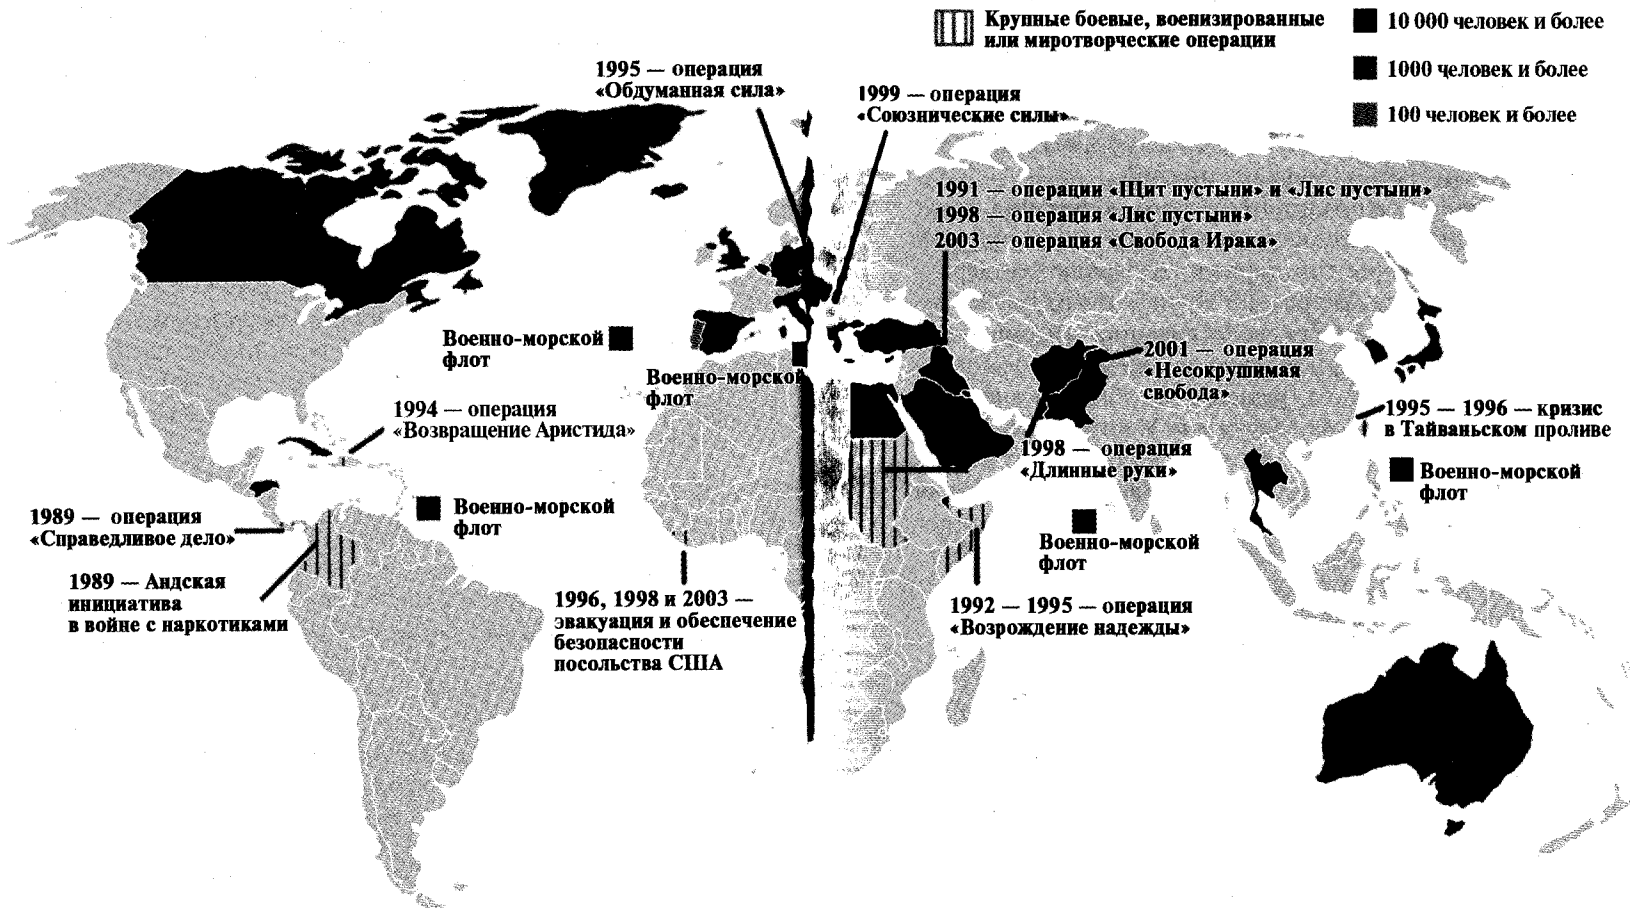 Крупные боевые, военизированные
или миротворческие операции
10 000 человек и более
1000 человек и более
100 человек и более
1995 — операция
«Обдуманная сила»
1999 — операция
«Союзнические силы»
1991 — операции «Щит пустыни» и «Лис пустыни»
1998 — операция «Лис пустыни»
2003 — операция «Свобода Ирака»
Военно-морской
флот
Военно-морской
флот
2001 — операция
«Несокрушимая
свобода»
1994 — операция
«Возвращение Аристида»
1995 — 1996 — кризис
в Тайваньском проливе
1998 — операция
«Длинные руки»
Военно-морской
флот
Военно-морской
флот
1989 — операция
«Справедливое дело»
Военно-морской
флот
1989 — Андская
инициатива
в войне с наркотиками
1996, 1998 и 2003 —
эвакуация и обеспечение
безопасности
посольства США
1992 — 1995 — операция
«Возрождение надежды»